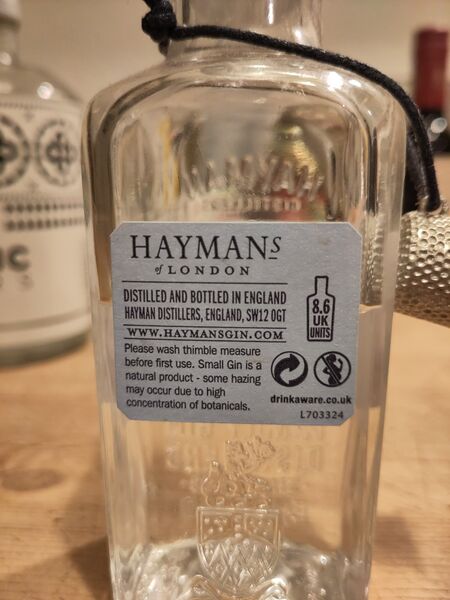 HAYMANS
of LONDON
DISTILLED AND BOTTLED IN ENGLAND
HAYMAN DISTILLERS, ENGLAND, SW12 0GT
WWW.HAYMANSGIN.COM
Please wash thimble measure
before first use. Small Gin is a
natural product - some hazing
may occur due to high
concentration of botanicals.
8.6
UK
UNITS
drinkaware.co.uk
L703324